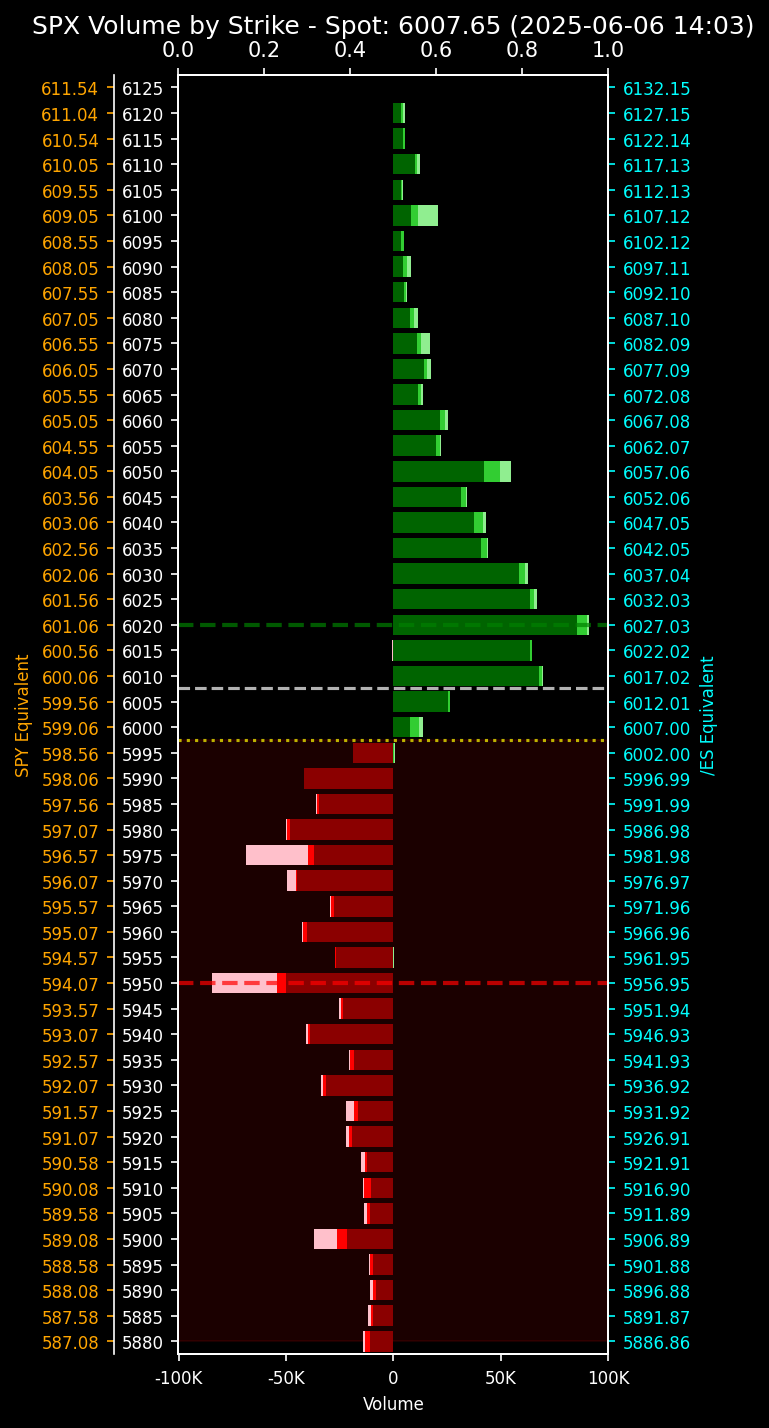 SPX Volume by Strike - Spot: 6007.65 (2025-06-06 14:03)
0.0 0.2 0.4 0.6 0.8 1.0
611.54 6125 6132.15
611.04 6120 6127.15
610.54 6115 6122.14
610.05 6110 6117.13
609.55 6105 6112.13
609.05 6100 6107.12
608.55 6095 6102.12
608.05 6090 6097.11
607.55 6085 6092.10
607.05 6080 6087.10
606.55 6075 6082.09
606.05 6070 6077.09
605.55 6065 6072.08
605.05 6060 6067.08
604.55 6055 6062.07
604.05 6050 6057.06
603.56 6045 6052.06
603.06 6040 6047.05
602.56 6035 6042.05
602.06 6030 6037.04
601.56 6025 6032.03
601.06 6020 6027.03
600.56 6015 6022.02
600.06 6010 6017.02
599.56 6005 6012.01
599.06 6000 6007.00
598.56 5995 6002.00
598.06 5990 5996.99
597.56 5985 5991.99
597.07 5980 5986.98
596.57 5975 5981.98
596.07 5970 5976.97
595.57 5965 5971.96
595.07 5960 5966.96
594.57 5955 5961.95
594.07 5950 5956.95
593.57 5945 5951.94
593.07 5940 5946.93
592.57 5935 5941.93
592.07 5930 5936.92
591.57 5925 5931.92
591.07 5920 5926.91
590.58 5915 5921.91
590.08 5910 5916.90
589.58 5905 5911.89
589.08 5900 5906.89
588.58 5895 5901.88
588.08 5890 5896.88
587.58 5885 5891.87
587.08 5880 5886.86
SPY Equivalent
/ES Equivalent
-100K -50K 0 50K 100K
Volume